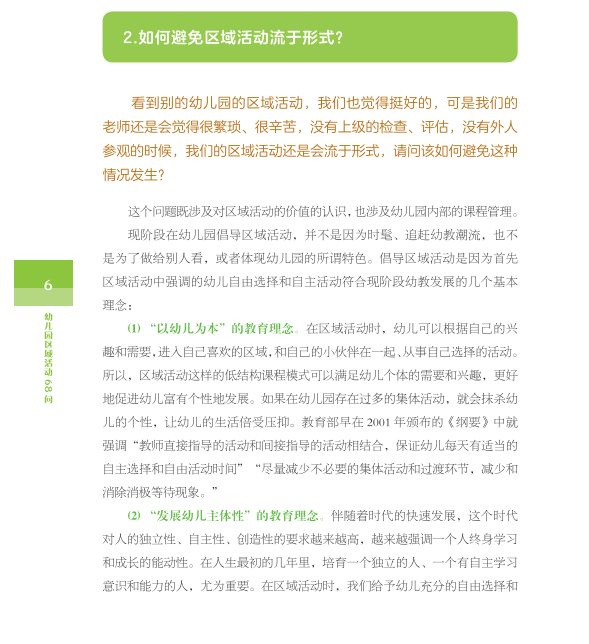 2.如何避免区域活动流于形式？
看到别的幼儿园的区域活动，我们也觉得挺好的，可是我们的
老师还是会觉得很繁琐、很辛苦，没有上级的检查、评估，没有外人
参观的时候，我们的区域活动还是会流于形式，请问该如何避免这种
情况发生？
这个问题既涉及对区域活动的价值的认识，也涉及幼儿园内部的课程管理。
现阶段在幼儿园倡导区域活动，并不是因为时髦、追赶幼教潮流，也不
是为了做给别人看，或者体现幼儿园的所谓特色。倡导区域活动是因为首先
区域活动中强调的幼儿自由选择和自主活动符合现阶段幼教发展的几个基本
理念：
(1) “以幼儿为本”的教育理念。在区域活动时，幼儿可以根据自己的兴
趣和需要，进入自己喜欢的区域，和自己的小伙伴在一起、从事自己选择的活动。
所以，区域活动这样的低结构课程模式可以满足幼儿个体的需要和兴趣，更好
地促进幼儿富有个性地发展。如果在幼儿园存在过多的集体活动，就会抹杀幼
儿的个性，让幼儿的生活倍受压抑。教育部早在 2001 年颁布的《纲要》中就
强调“教师直接指导的活动和间接指导的活动相结合，保证幼儿每天有适当的
自主选择和自由活动时间”“尽量减少不必要的集体活动和过渡环节，减少和
消除消极等待现象。”
(2) “发展幼儿主体性”的教育理念。伴随着时代的快速发展，这个时代
对人的独立性、自主性、创造性的要求越来越高，越来越强调一个人终身学习
和成长的能动性。在人生最初的几年里，培育一个独立的人、一个有自主学习
意识和能力的人，尤为重要。在区域活动时，我们给予幼儿充分的自由选择和
6
幼儿园区域活动 68 问